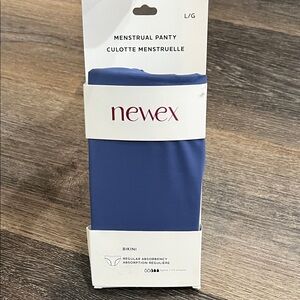 L/G
MENSTRUAL PANTY
CULOTTE MENSTRUELLE
newex
BIKINI
REGULAR ABSORBENCY
ABSORPTION RÉGULIÈRE